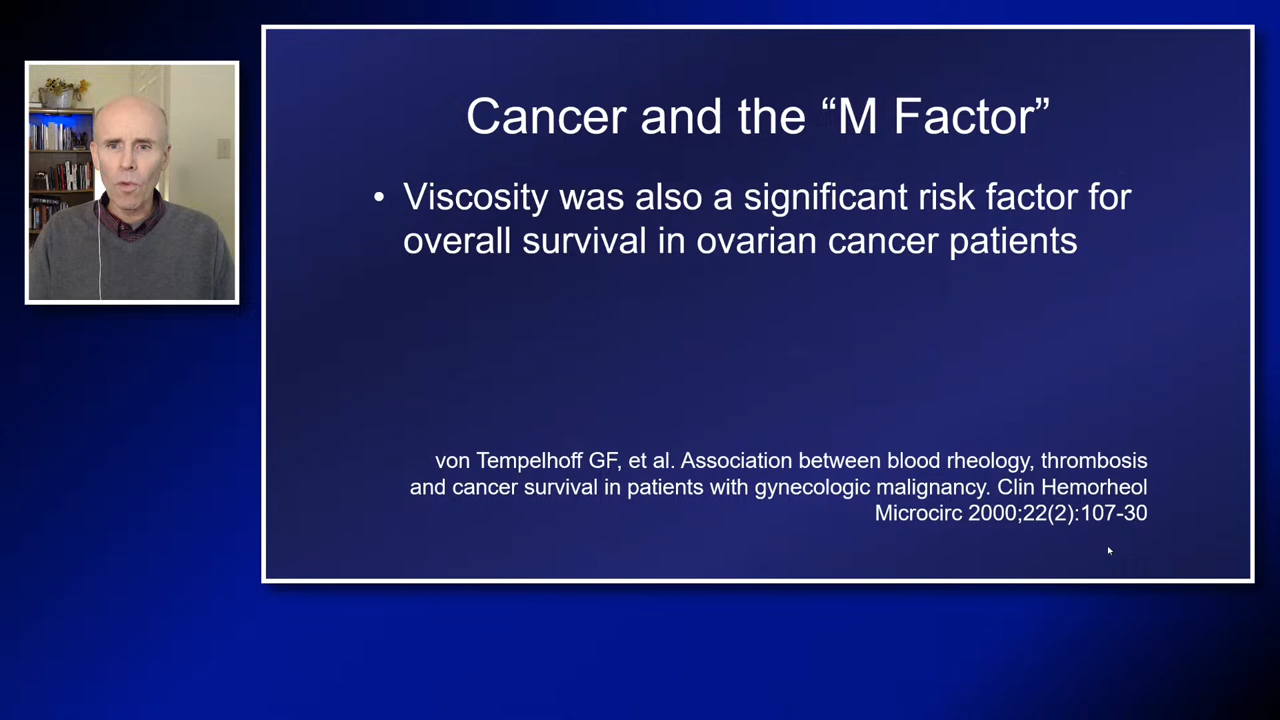 Cancer and the “M Factor”
• Viscosity was also a significant risk factor for
overall survival in ovarian cancer patients
von Tempelhoff GF, et al. Association between blood rheology, thrombosis
and cancer survival in patients with gynecologic malignancy. Clin Hemorheol
Microcirc 2000;22(2):107-30